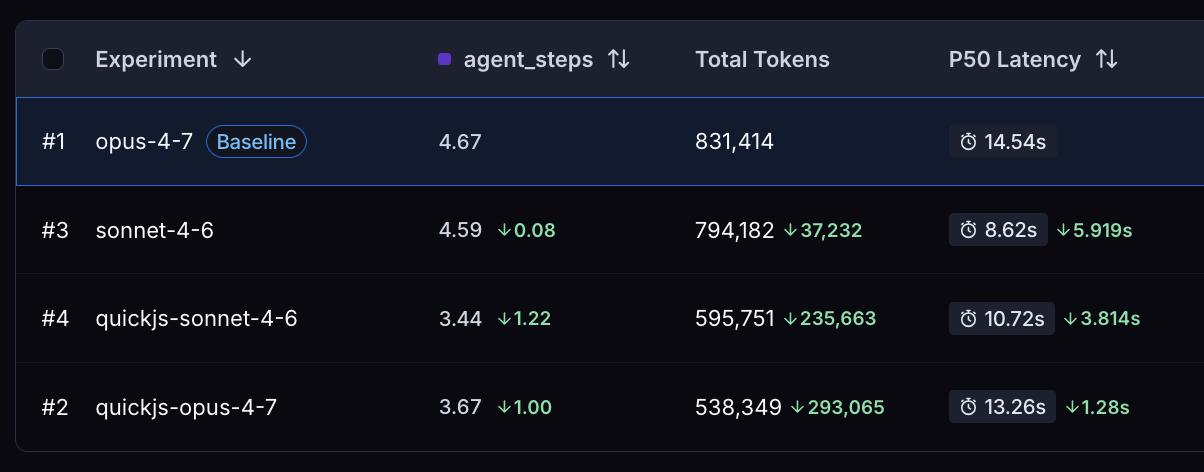 Experiment ↓ agent_steps ↑↓ Total Tokens P50 Latency ↑↓
#1 opus-4-7 Baseline 4.67 831,414 14.54s
#3 sonnet-4-6 4.59 ↓0.08 794,182 ↓37,232 8.62s ↓5.919s
#4 quickjs-sonnet-4-6 3.44 ↓1.22 595,751 ↓235,663 10.72s ↓3.814s
#2 quickjs-opus-4-7 3.67 ↓1.00 538,349 ↓293,065 13.26s ↓1.28s